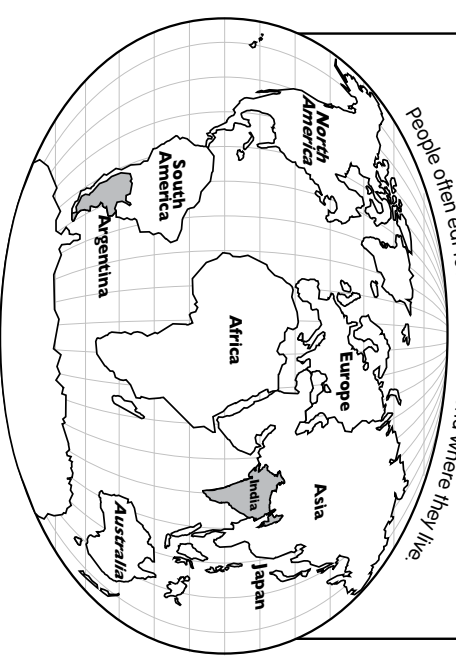 People often eat
where they live.
North
America
South
America
Argentina
Africa
Europe
Asia
India
Japan
Australia